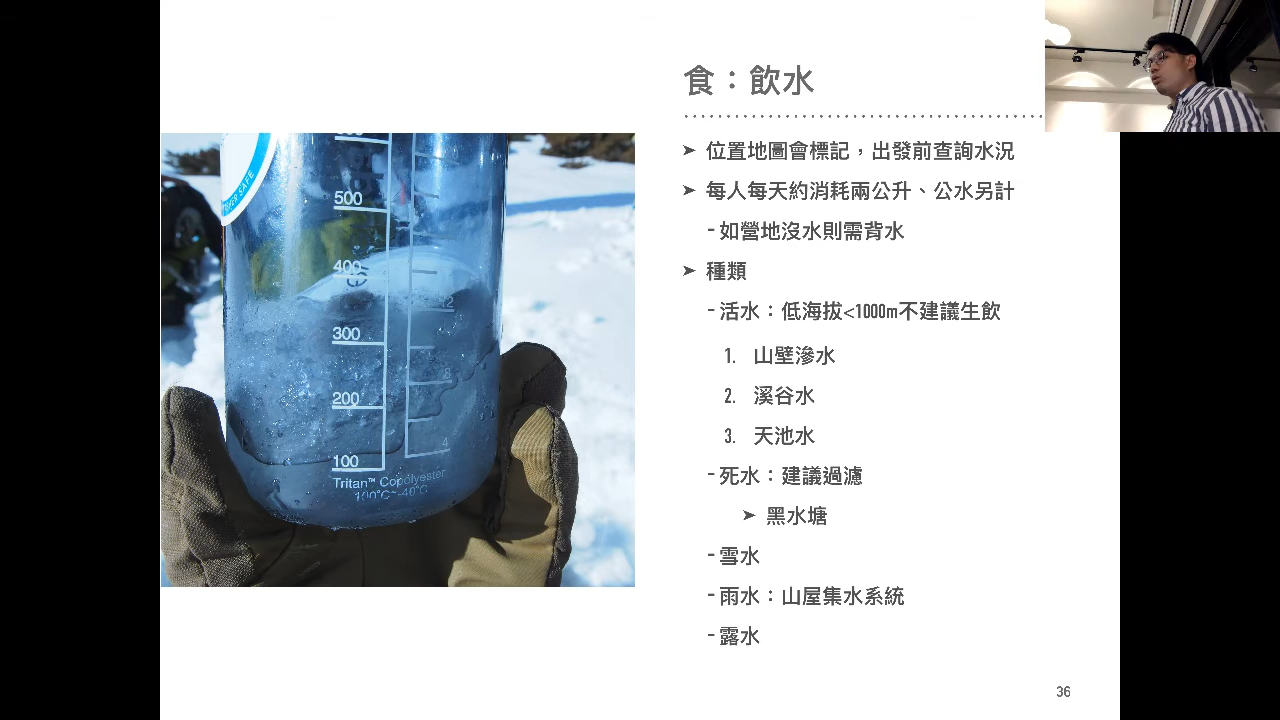 食：飲水
➤ 位置地圖會標記，出發前查詢水況
➤ 每人每天約消耗兩公升、公水另計
- 如營地沒水則需背水
➤ 種類
- 活水：低海拔<1000m不建議生飲
1. 山壁滲水
2. 溪谷水
3. 天池水
- 死水：建議過濾
➤ 黑水塘
- 雪水
- 雨水：山屋集水系統
- 露水
36
500
400
300
200
100
12
8
4
Tritan™ Copolyester
100°C~-40°C